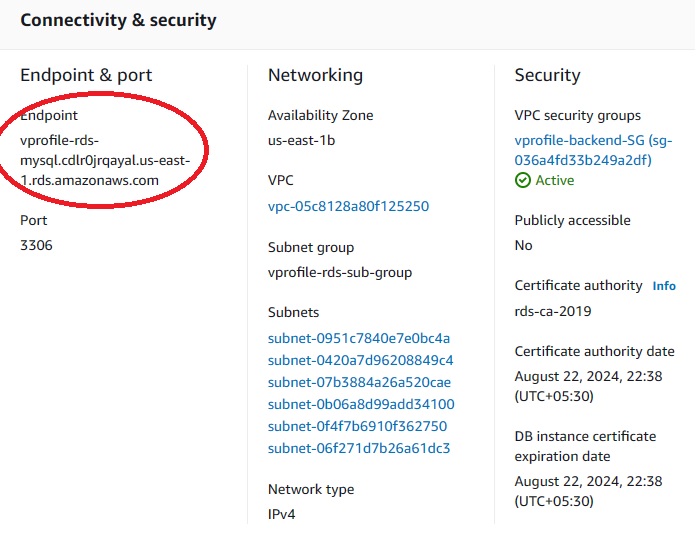 Connectivity & security
Endpoint & port
Endpoint
vprofile-rds-
mysql.cdlr0jrqayal.us-east-
1.rds.amazonaws.com
Port
3306
Networking
Availability Zone
us-east-1b
VPC
vpc-05c8128a80f125250
Subnet group
vprofile-rds-sub-group
Subnets
subnet-0951c7840e7e0bc4a
subnet-0420a7d96208849c4
subnet-07b3884a26a520cae
subnet-0b06a8d99add34100
subnet-0f4f7b6910f362750
subnet-06f271d7b26a61dc3
Network type
IPv4
Security
VPC security groups
vprofile-backend-SG (sg-
036a4fd33b249a2df)
Active
Publicly accessible
No
Certificate authority Info
rds-ca-2019
Certificate authority date
August 22, 2024, 22:38
(UTC+05:30)
DB instance certificate
expiration date
August 22, 2024, 22:38
(UTC+05:30)